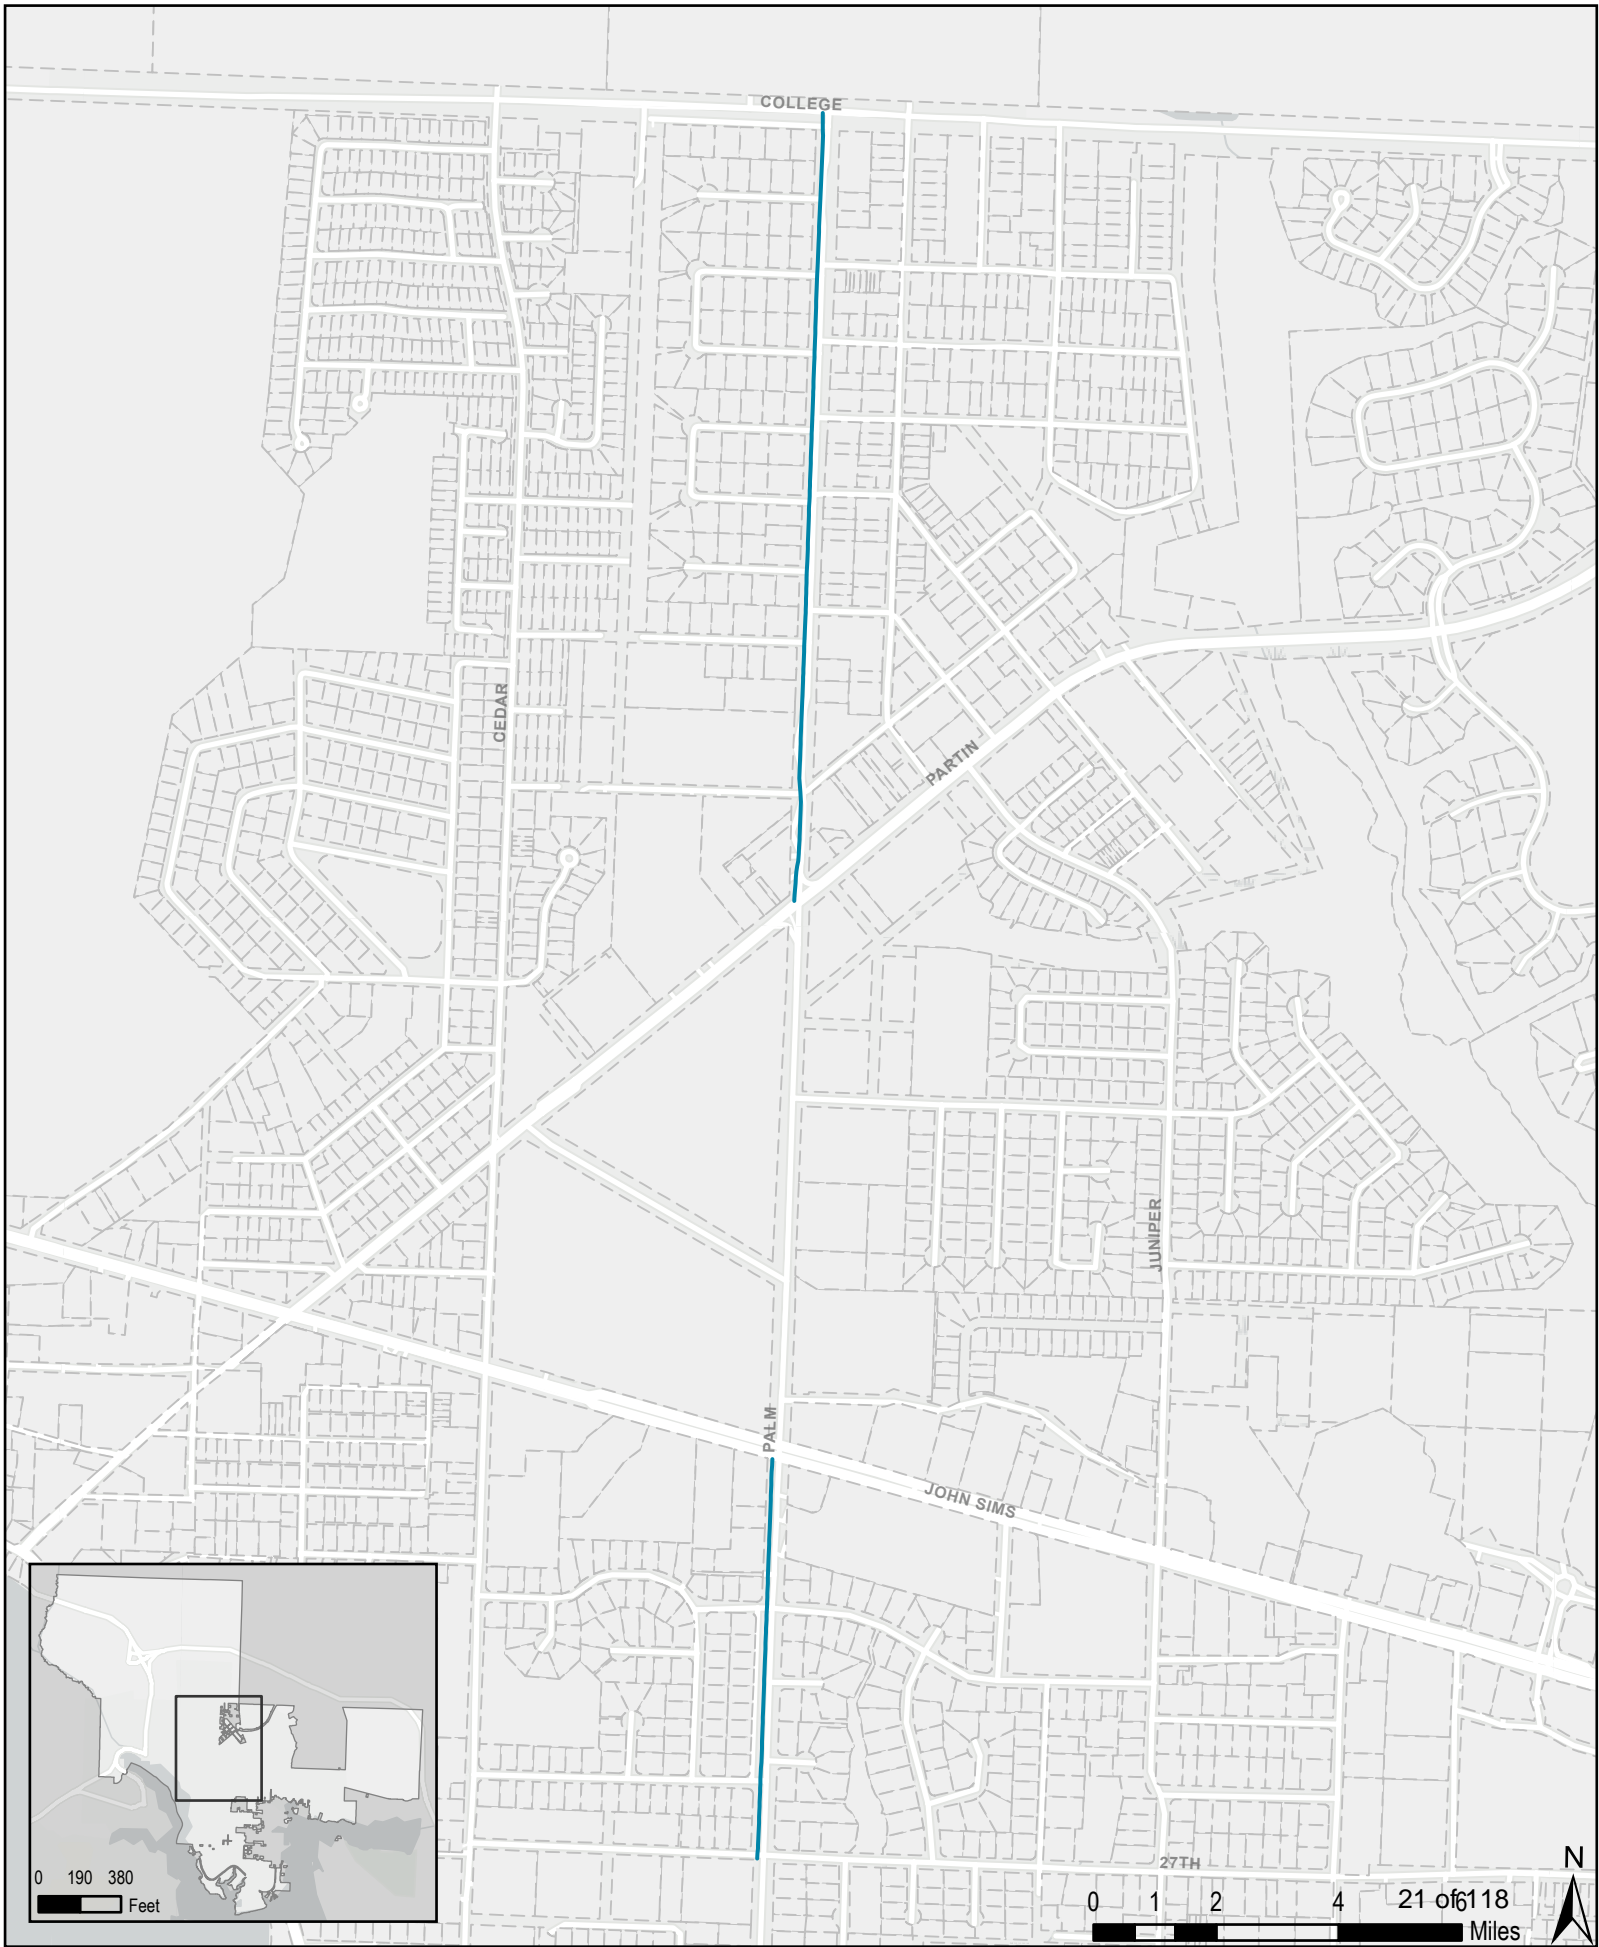 COLLEGE
CEDAR
PARTIN
JUNIPER
PALM
JOHN SIMS
27TH
0 190 380
Feet
N
0 1 2 4 6
21 of 118
Miles